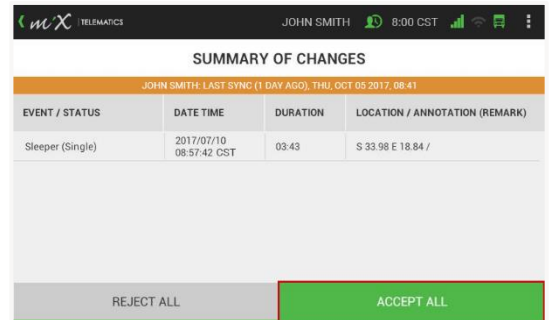 mix TELEMATICS JOHN SMITH 8:00 CST
SUMMARY OF CHANGES
JOHN SMITH: LAST SYNC (1 DAY AGO), THU, OCT 05 2017, 08:41
EVENT / STATUS DATE TIME DURATION LOCATION / ANNOTATION (REMARK)
Sleeper (Single) 2017/07/10 03:43 S 33.98 E 18.84 /
08:57:42 CST
REJECT ALL ACCEPT ALL